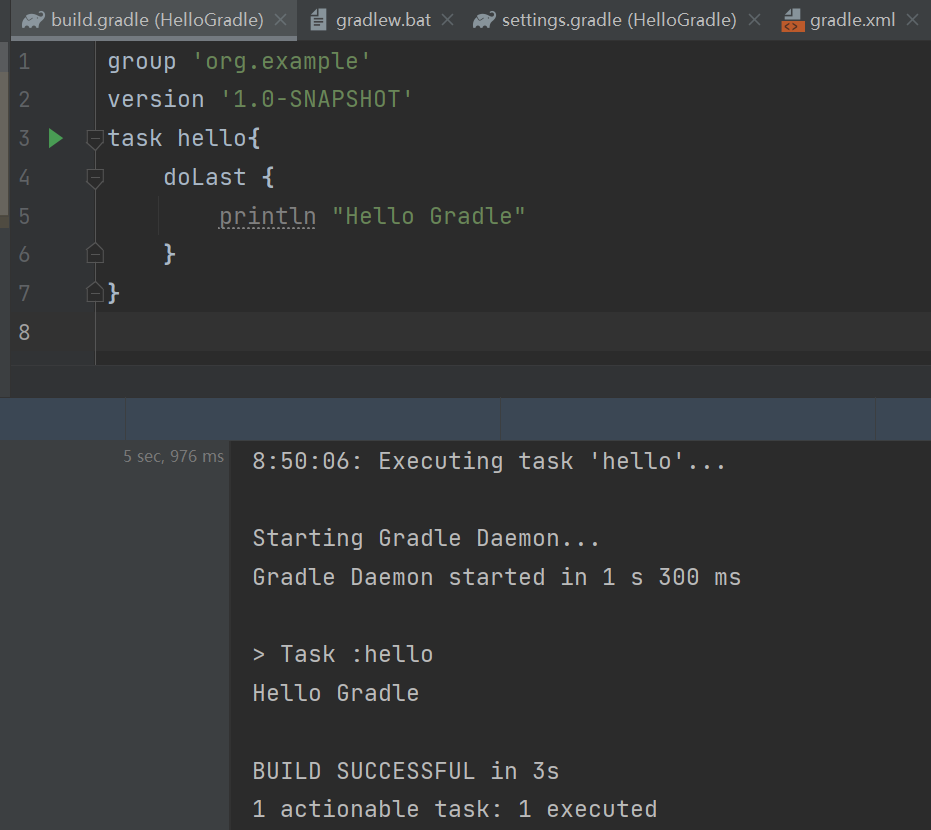 build.gradle (HelloGradle) gradlew.bat settings.gradle (HelloGradle) gradle.xml
1 group 'org.example'
2 version '1.0-SNAPSHOT'
3 task hello{
4 doLast {
5 println "Hello Gradle"
6 }
7 }
8
5 sec, 976 ms 8:50:06: Executing task 'hello'...
Starting Gradle Daemon...
Gradle Daemon started in 1 s 300 ms
> Task :hello
Hello Gradle
BUILD SUCCESSFUL in 3s
1 actionable task: 1 executed